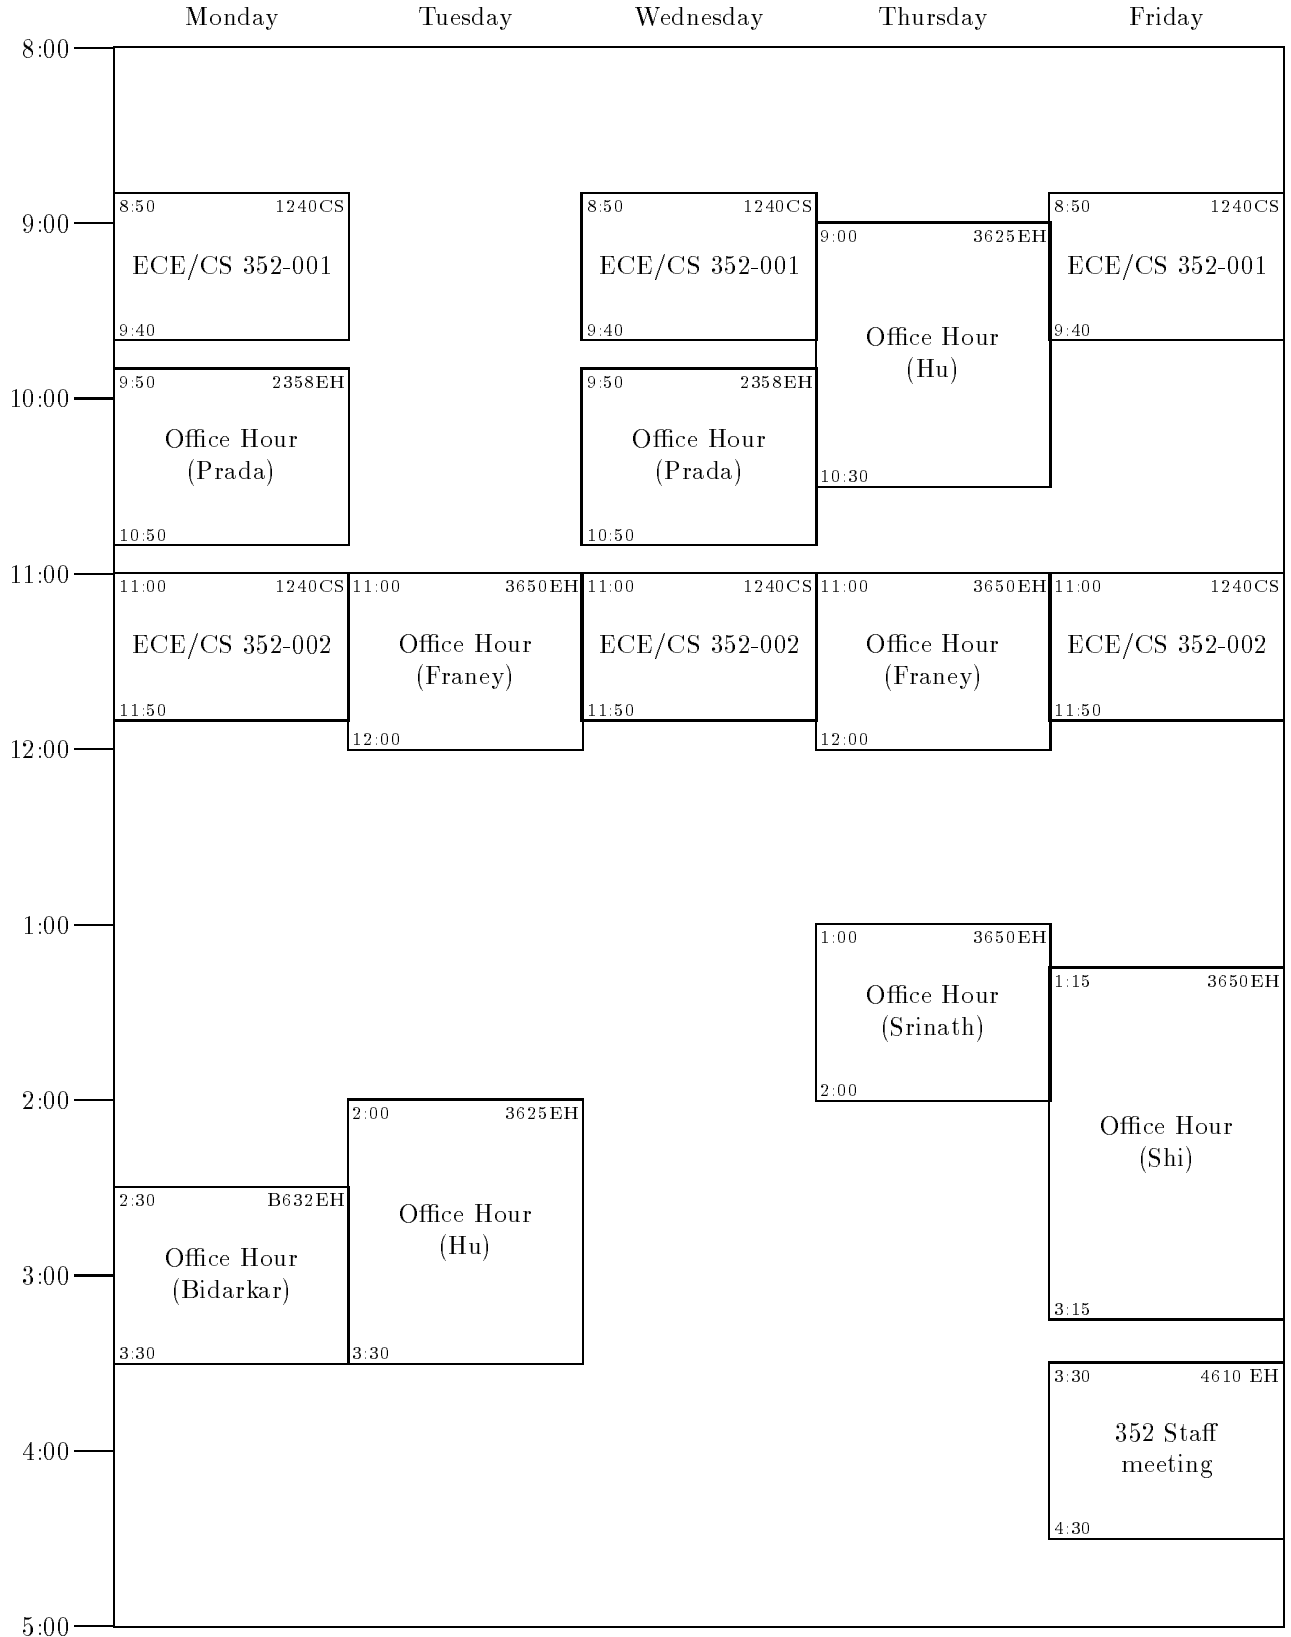 Monday Tuesday Wednesday Thursday Friday
8:00
8:50 1240CS 8:50 1240CS 8:50 1240CS
9:00
9:00 3625EH
ECE/CS 352-001 ECE/CS 352-001 ECE/CS 352-001
9:40 9:40 9:40
Office Hour
(Hu)
9:50 2358EH 9:50 2358EH
10:00
Office Hour Office Hour
(Prada) (Prada)
10:30
10:50 10:50
11:00
11:00 1240CS 11:00 3650EH 11:00 1240CS 11:00 3650EH 11:00 1240CS
ECE/CS 352-002 Office Hour ECE/CS 352-002 Office Hour ECE/CS 352-002
(Franey) (Franey)
11:50 11:50 11:50
12:00 12:00 12:00
1:00
1:00 3650EH
1:15 3650EH
Office Hour
(Srinath)
2:00
2:00
2:00 3625EH
Office Hour
(Shi)
2:30 B632EH
Office Hour
(Hu)
Office Hour
(Bidarkar)
3:00
3:15
3:30 3:30
3:30 4610 EH
352 Staff
meeting
4:00
4:30
5:00